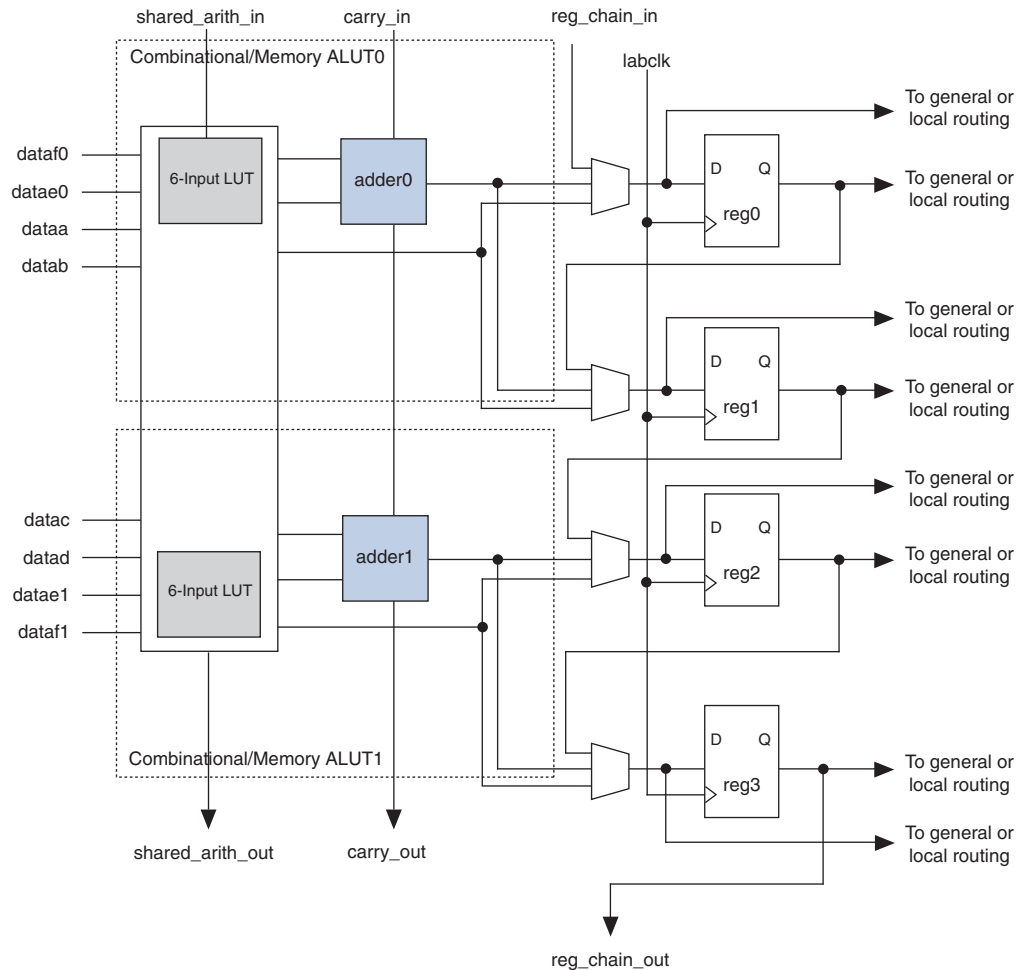 shared_arith_in
carry_in
reg_chain_in
labclk
Combinational/Memory ALUT0
6-Input LUT
adder0
dataf0
datae0
dataa
datab
D Q
reg0
To general or
local routing
To general or
local routing
D Q
reg1
To general or
local routing
To general or
local routing
datac
datad
datae1
dataf1
6-Input LUT
adder1
D Q
reg2
To general or
local routing
To general or
local routing
Combinational/Memory ALUT1
D Q
reg3
To general or
local routing
To general or
local routing
shared_arith_out
carry_out
reg_chain_out